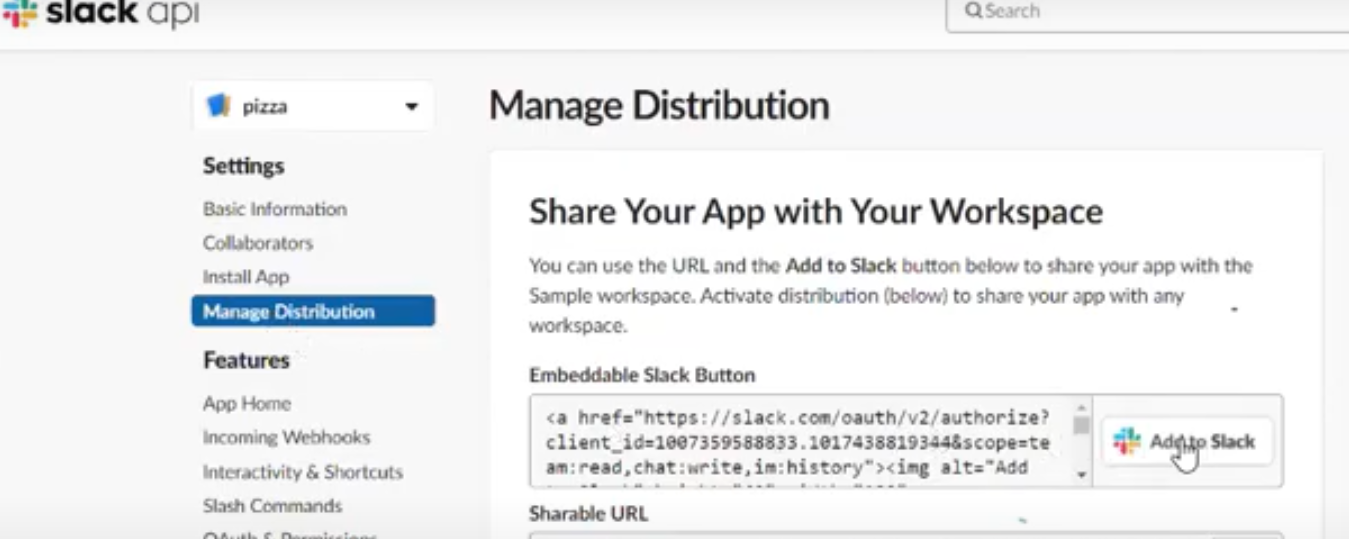 slack api
Search
pizza
Manage Distribution
Settings
Basic Information
Collaborators
Install App
Manage Distribution
Features
App Home
Incoming Webhooks
Interactivity & Shortcuts
Slash Commands
OAuth & Permissions
Share Your App with Your Workspace
You can use the URL and the Add to Slack button below to share your app with the
Sample workspace. Activate distribution (below) to share your app with any
workspace.
Embeddable Slack Button
<a href="https://slack.com/oauth/v2/authorize?
client_id=1007359588833.1017438819344&scope=te
am:read,chat:write,im:history"><img alt="Add
Add to Slack
Sharable URL